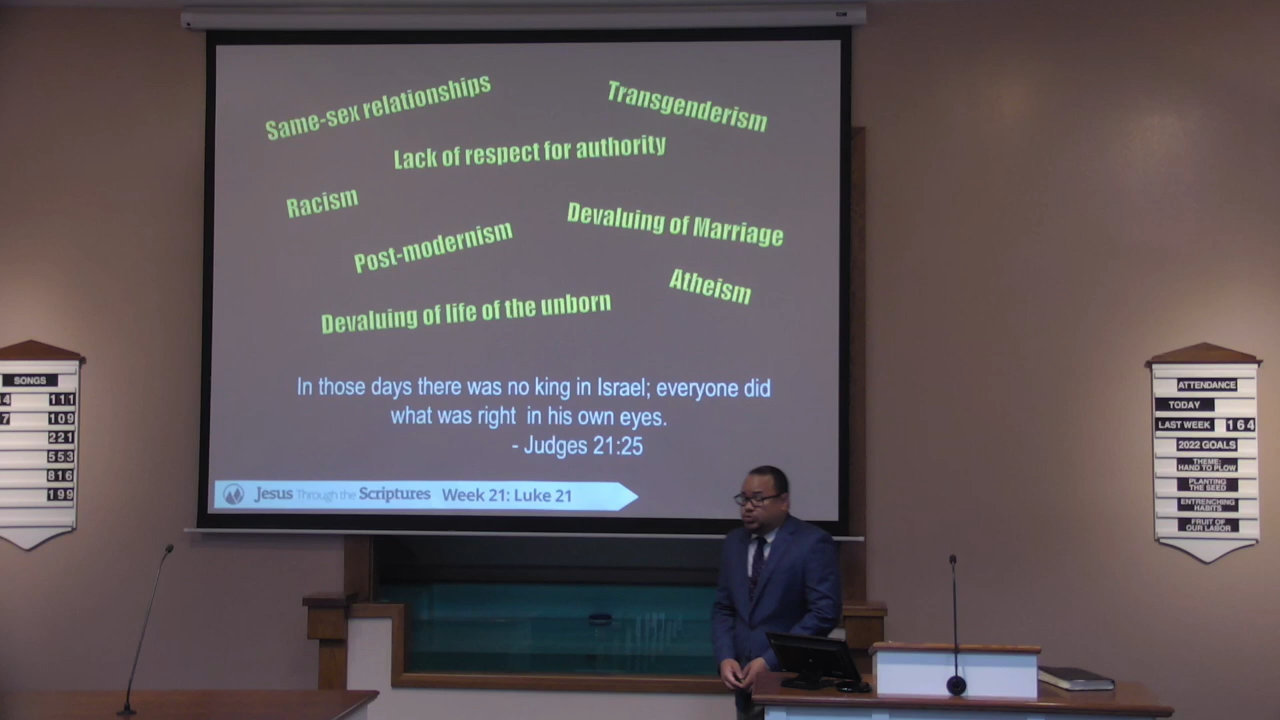 Same-sex relationships
Transgenderism
Lack of respect for authority
Racism
Devaluing of Marriage
Post-modernism
Atheism
Devaluing of life of the unborn
In those days there was no king in Israel; everyone did
what was right in his own eyes.
- Judges 21:25
Jesus Through the Scriptures Week 21: Luke 21
SONGS
4 111
7 109
221
553
816
199
ATTENDANCE
TODAY
LAST WEEK 164
2022 GOALS
THEME:
HAND TO PLOW
PLANTING
THE SEED
ENTRENCHING
HABITS
FRUIT OF
OUR LABOR